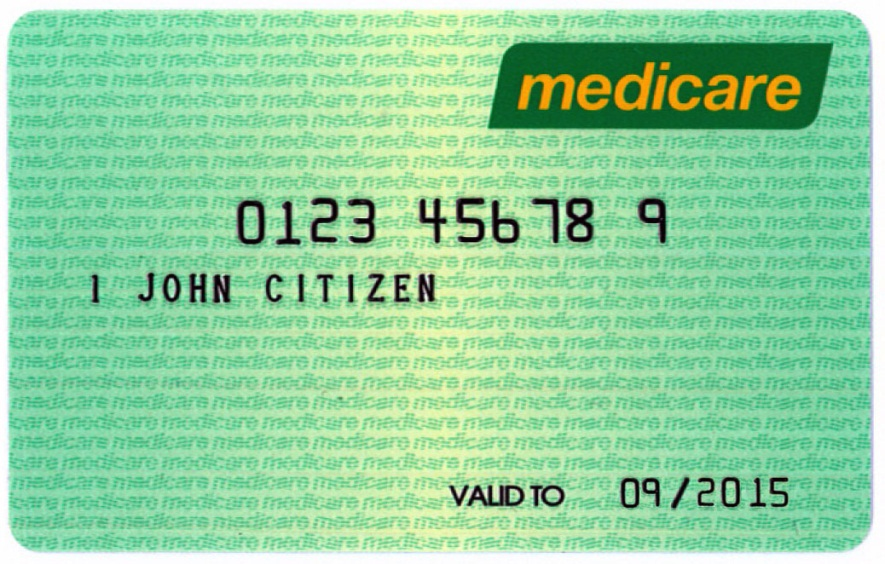 medicare
0123 45678 9
1 JOHN CITIZEN
VALID TO 09/2015